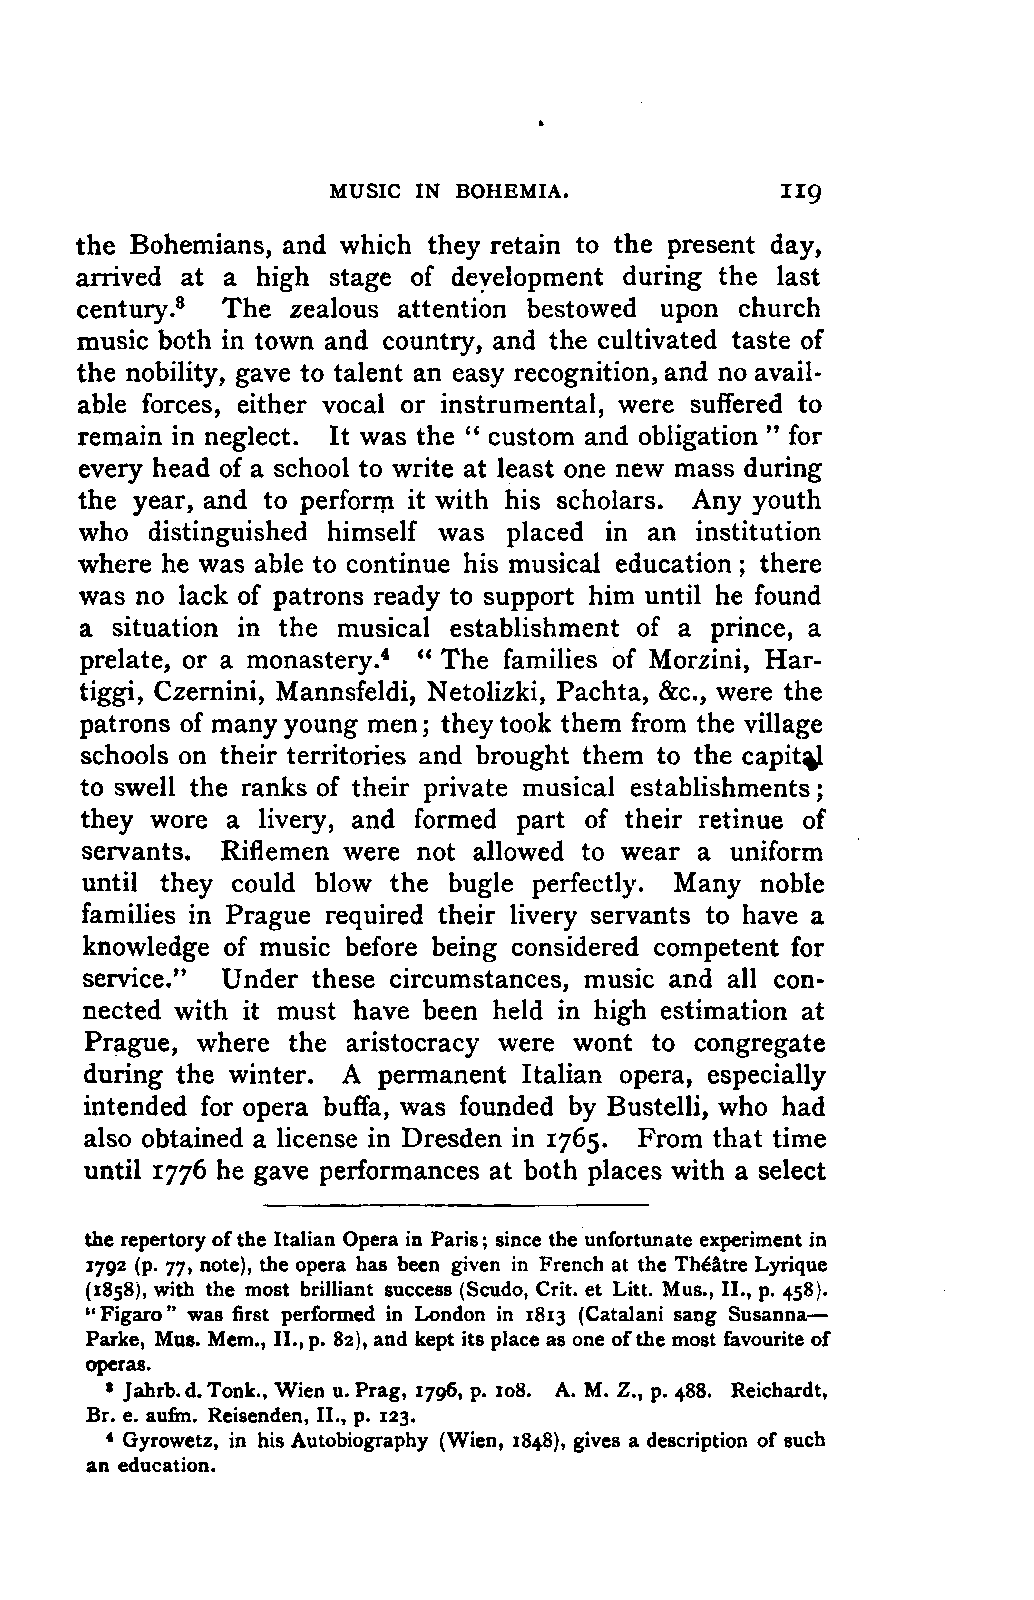 MUSIC IN BOHEMIA. 119
the Bohemians, and which they retain to the present day,
arrived at a high stage of development during the last
century.³ The zealous attention bestowed upon church
music both in town and country, and the cultivated taste of
the nobility, gave to talent an easy recognition, and no avail-
able forces, either vocal or instrumental, were suffered to
remain in neglect. It was the “ custom and obligation ” for
every head of a school to write at least one new mass during
the year, and to perform it with his scholars. Any youth
who distinguished himself was placed in an institution
where he was able to continue his musical education ; there
was no lack of patrons ready to support him until he found
a situation in the musical establishment of a prince, a
prelate, or a monastery.⁴ “ The families of Morzini, Har-
tiggi, Czernini, Mannsfeldi, Netolizki, Pachta, &c., were the
patrons of many young men ; they took them from the village
schools on their territories and brought them to the capital
to swell the ranks of their private musical establishments ;
they wore a livery, and formed part of their retinue of
servants. Riflemen were not allowed to wear a uniform
until they could blow the bugle perfectly. Many noble
families in Prague required their livery servants to have a
knowledge of music before being considered competent for
service.” Under these circumstances, music and all con-
nected with it must have been held in high estimation at
Prague, where the aristocracy were wont to congregate
during the winter. A permanent Italian opera, especially
intended for opera buffa, was founded by Bustelli, who had
also obtained a license in Dresden in 1765. From that time
until 1776 he gave performances at both places with a select
the repertory of the Italian Opera in Paris ; since the unfortunate experiment in
1792 (p. 77, note), the opera has been given in French at the Théâtre Lyrique
(1858), with the most brilliant success (Scudo, Crit. et Litt. Mus., II., p. 458).
“Figaro” was first performed in London in 1813 (Catalani sang Susanna—
Parke, Mus. Mem., II., p. 82), and kept its place as one of the most favourite of
operas.
³ Jahrb. d. Tonk., Wien u. Prag, 1796, p. 108. A. M. Z., p. 488. Reichardt,
Br. e. aufm. Reisenden, II., p. 123.
⁴ Gyrowetz, in his Autobiography (Wien, 1848), gives a description of such
an education.